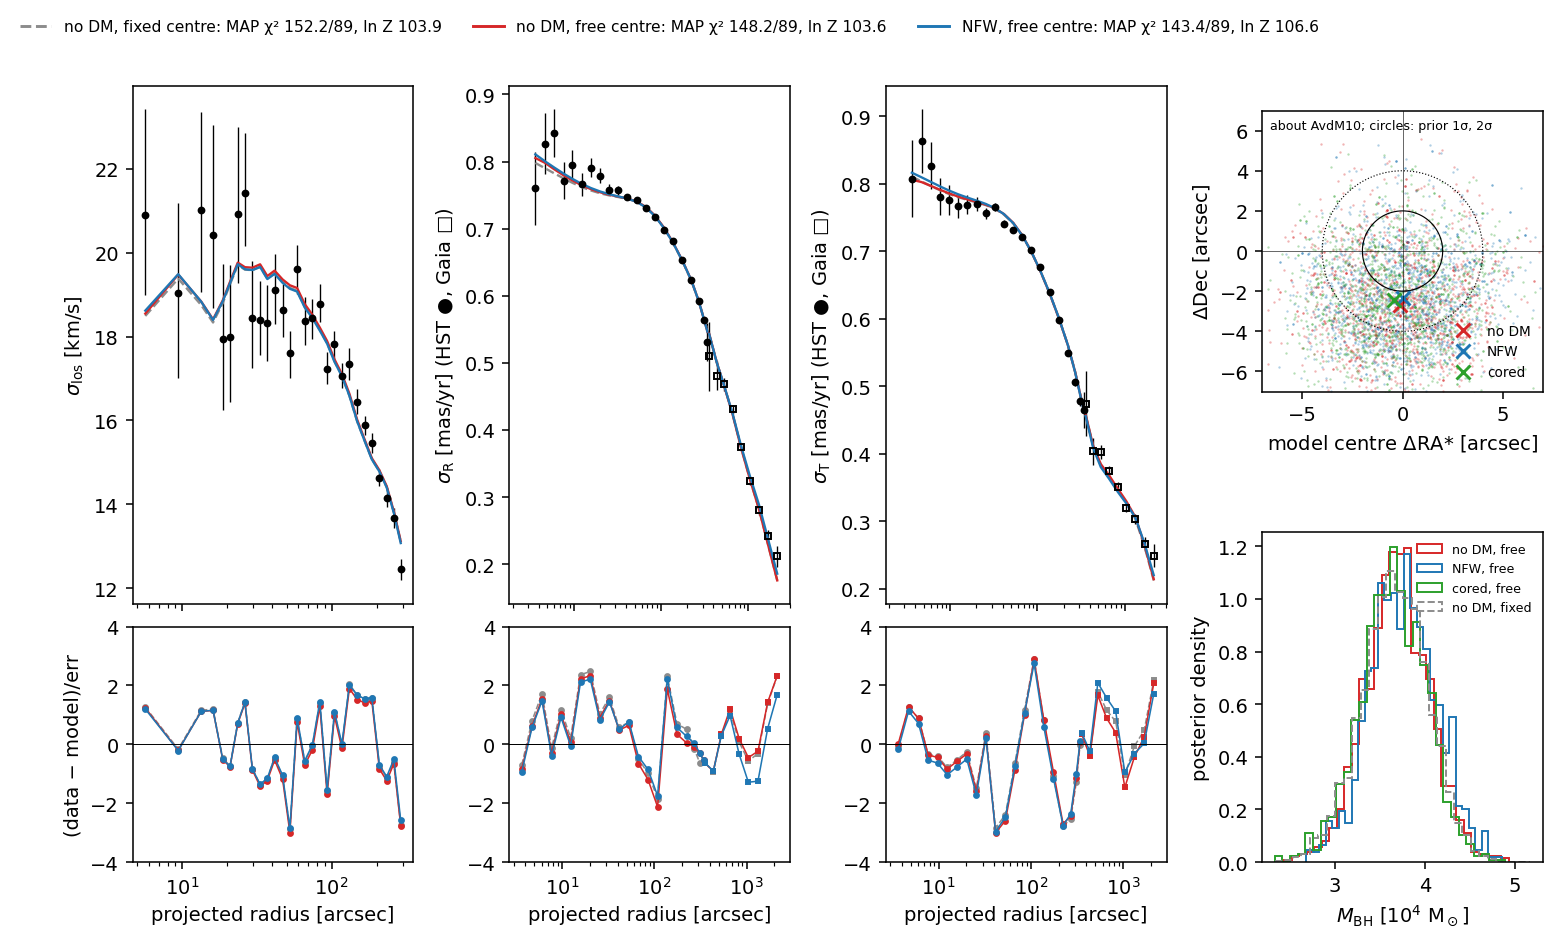 no DM, fixed centre: MAP χ² 152.2/89, ln Z 103.9
no DM, free centre: MAP χ² 148.2/89, ln Z 103.6
NFW, free centre: MAP χ² 143.4/89, ln Z 106.6
σlos [km/s]
22
20
18
16
14
12
σR [mas/yr] (HST ●, Gaia □)
0.9
0.8
0.7
0.6
0.5
0.4
0.3
0.2
σT [mas/yr] (HST ●, Gaia □)
0.9
0.8
0.7
0.6
0.5
0.4
0.3
0.2
about AvdM10; circles: prior 1σ, 2σ
ΔDec [arcsec]
6
4
2
0
−2
−4
−6
no DM
NFW
cored
−5
0
5
model centre ΔRA* [arcsec]
(data − model)/err
4
2
0
−2
−4
10¹
10²
projected radius [arcsec]
4
2
0
−2
−4
10¹
10²
10³
projected radius [arcsec]
4
2
0
−2
−4
10¹
10²
10³
projected radius [arcsec]
posterior density
1.2
1.0
0.8
0.6
0.4
0.2
0.0
no DM, free
NFW, free
cored, free
no DM, fixed
3
4
5
MBH [10⁴ M⊙]